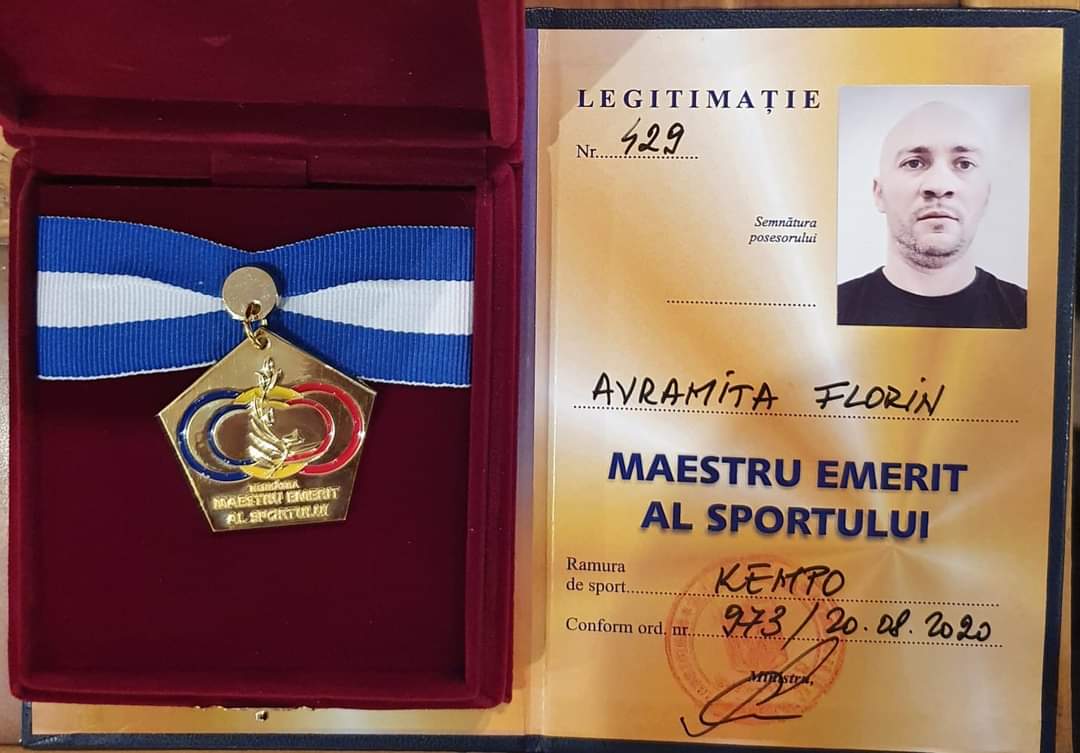 ROMÂNIA
MAESTRU EMERIT
AL SPORTULUI
LEGITIMAȚIE
Nr. 429
Semnătura
posesorului
AVRAMIȚA FLORIN
MAESTRU EMERIT
AL SPORTULUI
Ramura
de sport KEMPO
Conform ord. nr. 973 / 20.08.2020
Ministru,